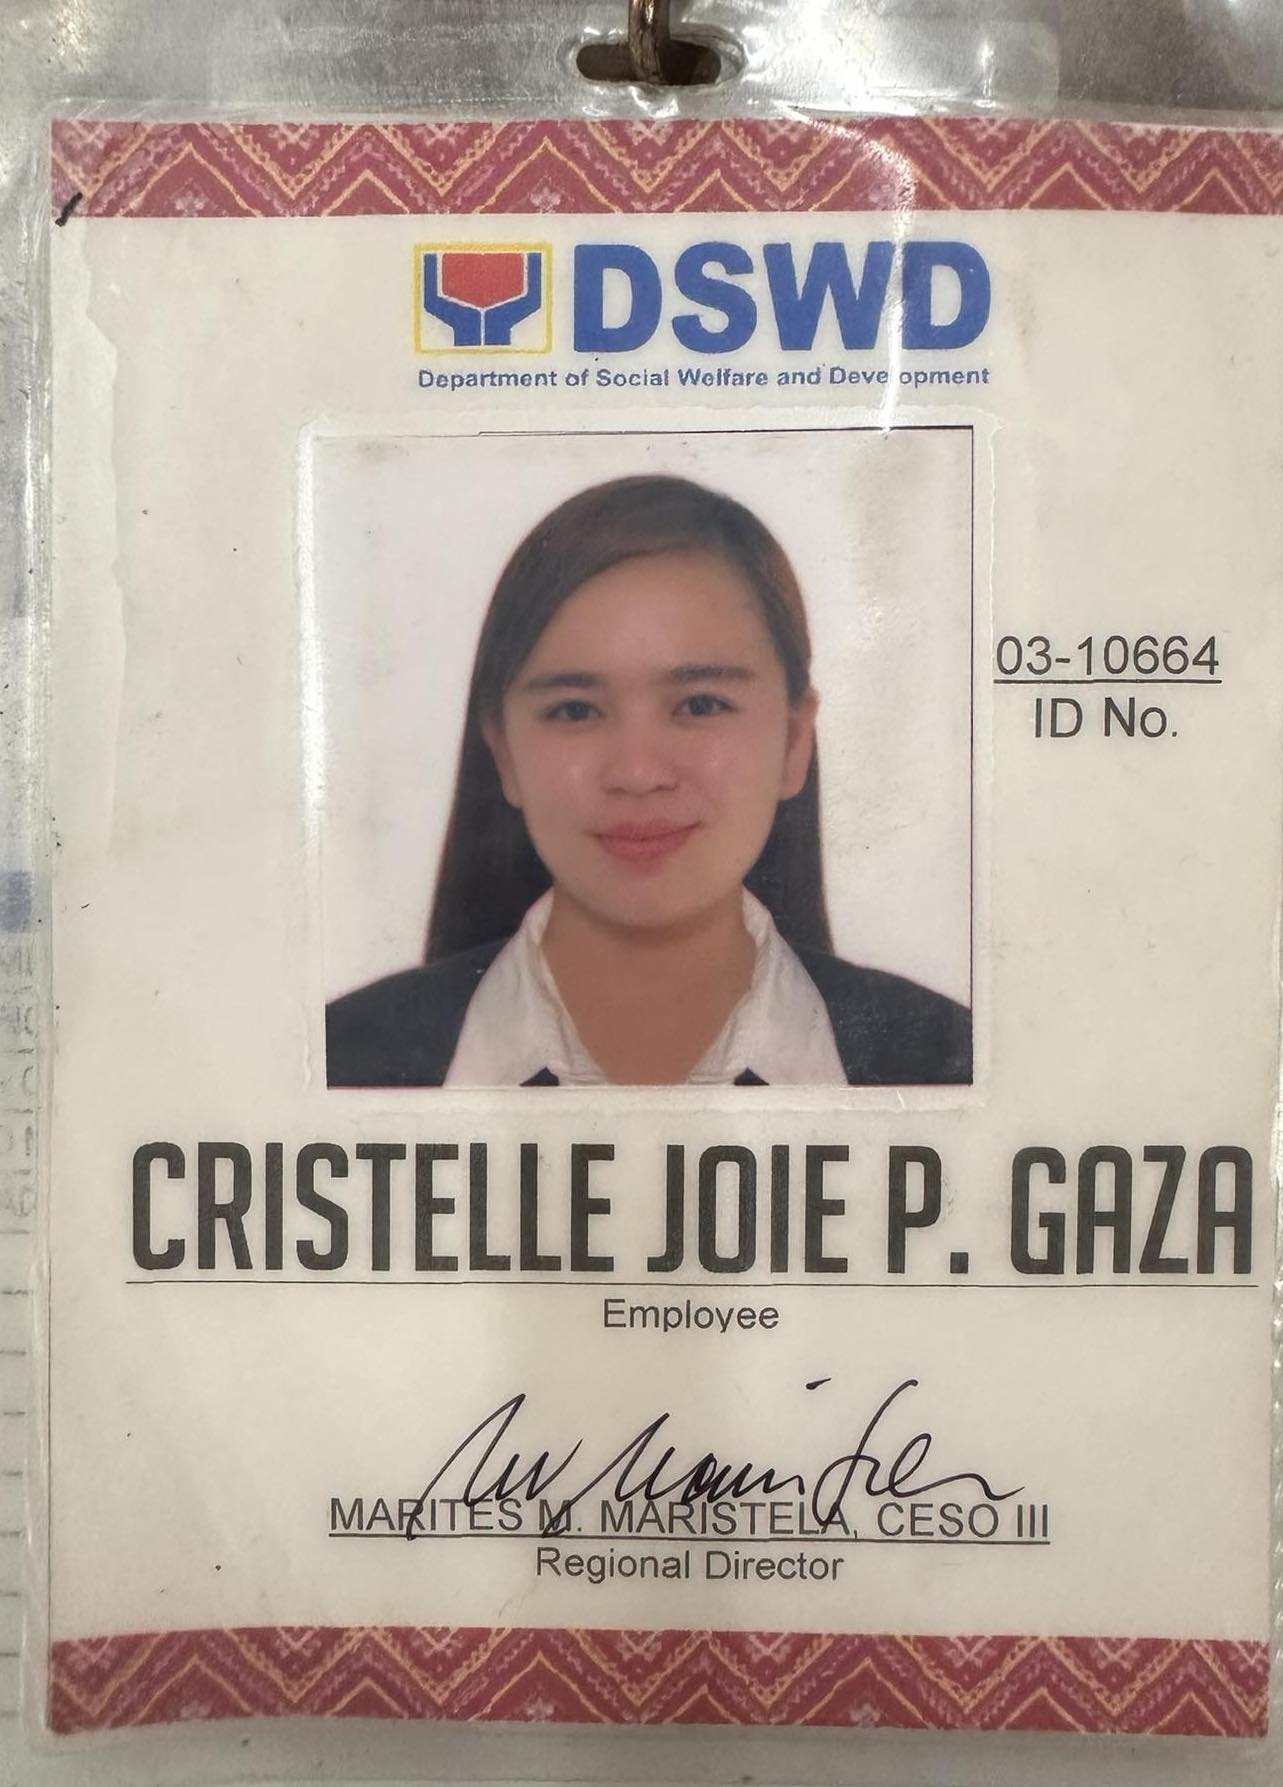 DSWD
Department of Social Welfare and Development
03-10664
ID No.
CRISTELLE JOIE P. GAZA
Employee
MARITES M. MARISTELA, CESO III
Regional Director